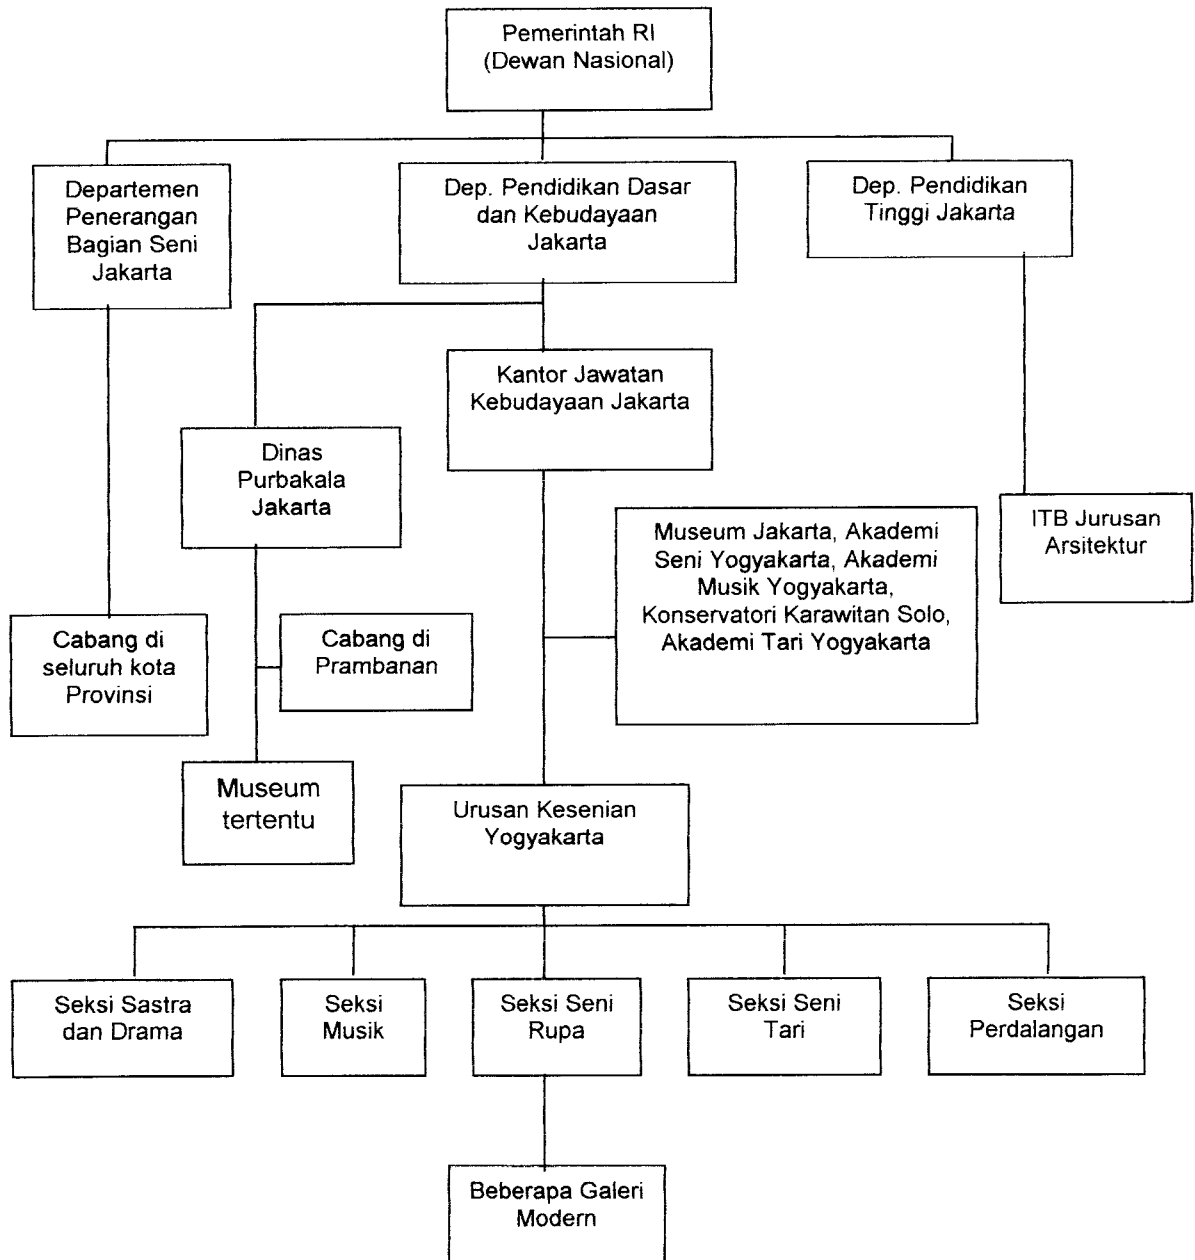 Pemerintah RI
(Dewan Nasional)
Departemen
Penerangan
Bagian Seni
Jakarta
Dep. Pendidikan Dasar
dan Kebudayaan
Jakarta
Dep. Pendidikan
Tinggi Jakarta
Kantor Jawatan
Kebudayaan Jakarta
Dinas
Purbakala
Jakarta
ITB Jurusan
Arsitektur
Museum Jakarta, Akademi
Seni Yogyakarta, Akademi
Musik Yogyakarta,
Konservatori Karawitan Solo,
Akademi Tari Yogyakarta
Cabang di
seluruh kota
Provinsi
Cabang di
Prambanan
Museum
tertentu
Urusan Kesenian
Yogyakarta
Seksi Sastra
dan Drama
Seksi
Musik
Seksi Seni
Rupa
Seksi Seni
Tari
Seksi
Perdalangan
Beberapa Galeri
Modern